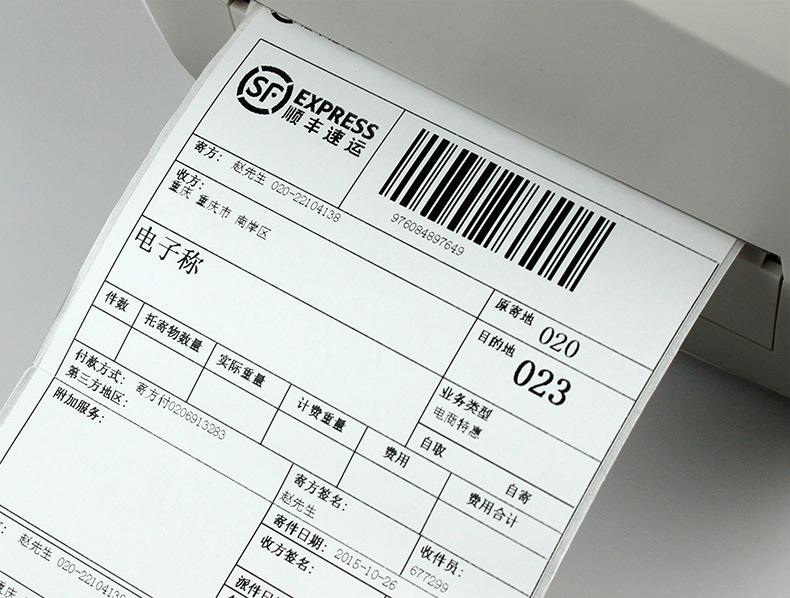 SF EXPRESS
顺丰速运
976084897649
寄方: 赵先生 020-22104138
收方:
重庆 重庆市 南岸区
电子称
原寄地 020
目的地 023
业务类型
电商特惠
自取 自寄
件数 托寄物数量 实际重量 计费重量 费用 费用合计
付款方式: 寄方付0206913283
第三方地区:
附加服务:
寄方签名:
赵先生
寄件日期: 2015-10-26
收件员:
677299
收方签名:
赵先生 020-22104139
重庆